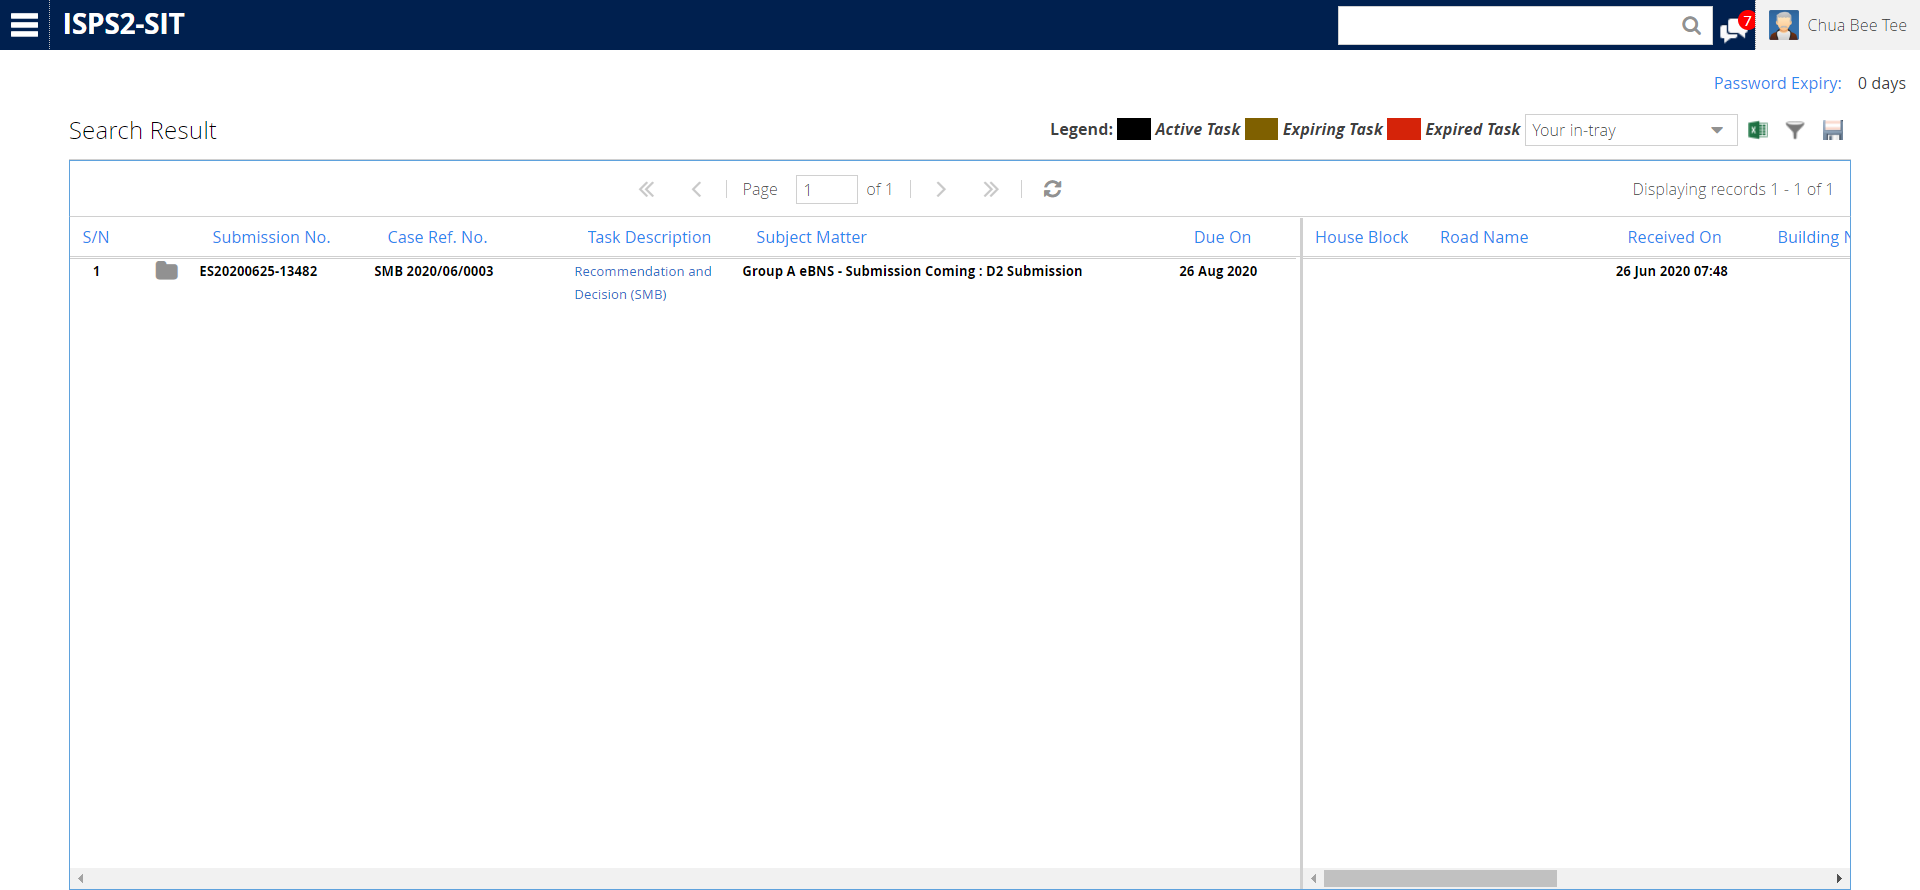 ISPS2-SIT
7
Chua Bee Tee
Password Expiry: 0 days
Search Result
Legend: Active Task Expiring Task Expired Task Your in-tray
Page 1 of 1
Displaying records 1 - 1 of 1
S/N Submission No. Case Ref. No. Task Description Subject Matter Due On House Block Road Name Received On Building N
1 ES20200625-13482 SMB 2020/06/0003 Recommendation and Group A eBNS - Submission Coming : D2 Submission 26 Aug 2020 26 Jun 2020 07:48
Decision (SMB)